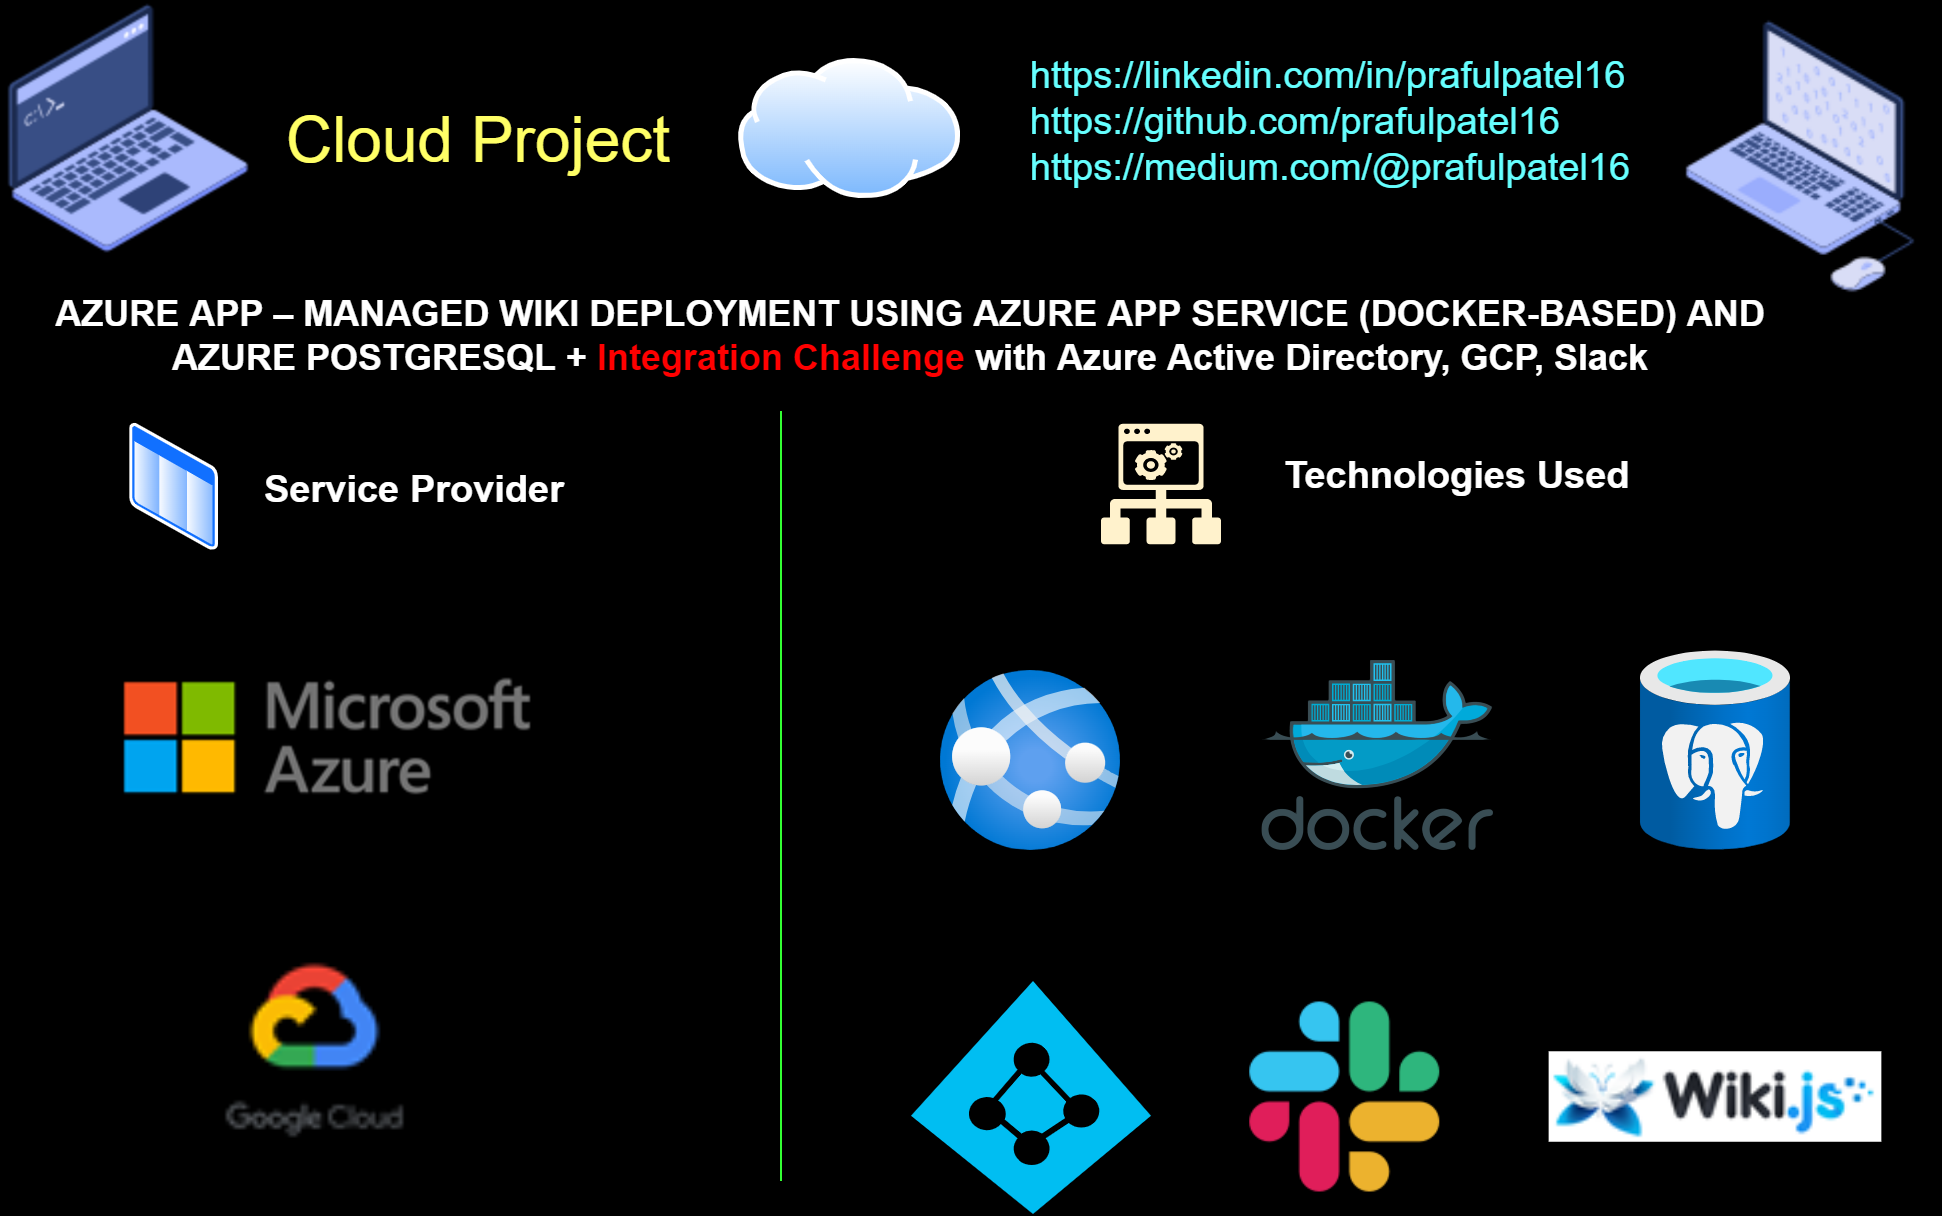 c:\>_
Cloud Project
https://linkedin.com/in/prafulpatel16
https://github.com/prafulpatel16
https://medium.com/@prafulpatel16
AZURE APP – MANAGED WIKI DEPLOYMENT USING AZURE APP SERVICE (DOCKER-BASED) AND
AZURE POSTGRESQL + Integration Challenge with Azure Active Directory, GCP, Slack
Service Provider
Technologies Used
Microsoft
Azure
docker
Google Cloud
Wiki.js